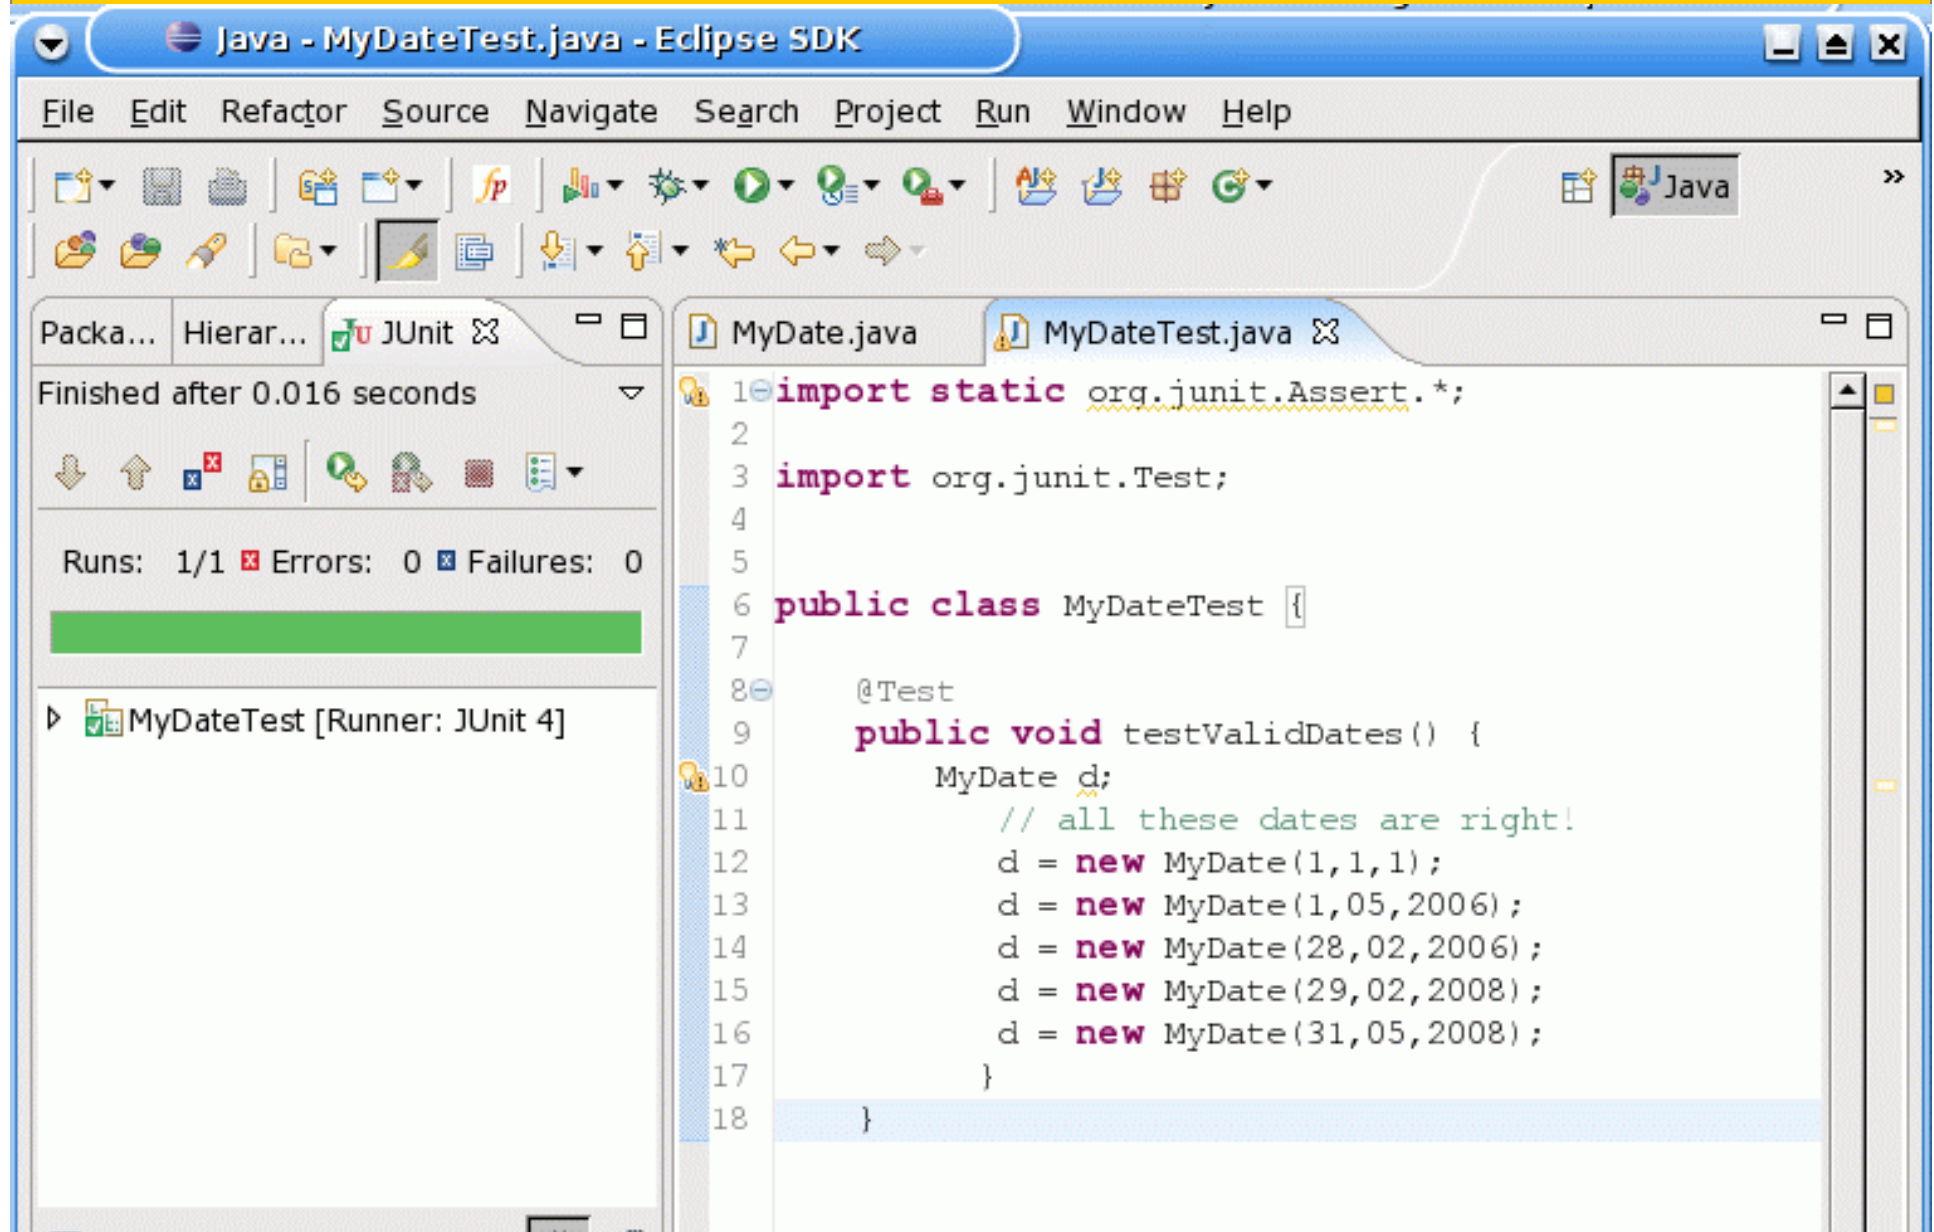 Java - MyDateTest.java - Eclipse SDK
File Edit Refactor Source Navigate Search Project Run Window Help
Java »
Packa... Hierar... JUnit
MyDate.java MyDateTest.java
Finished after 0.016 seconds
Runs: 1/1 Errors: 0 Failures: 0
MyDateTest [Runner: JUnit 4]
1 import static org.junit.Assert.*;
2
3 import org.junit.Test;
4
5
6 public class MyDateTest {
7
8 @Test
9 public void testValidDates() {
10 MyDate d;
11 // all these dates are right!
12 d = new MyDate(1,1,1);
13 d = new MyDate(1,05,2006);
14 d = new MyDate(28,02,2006);
15 d = new MyDate(29,02,2008);
16 d = new MyDate(31,05,2008);
17 }
18 }